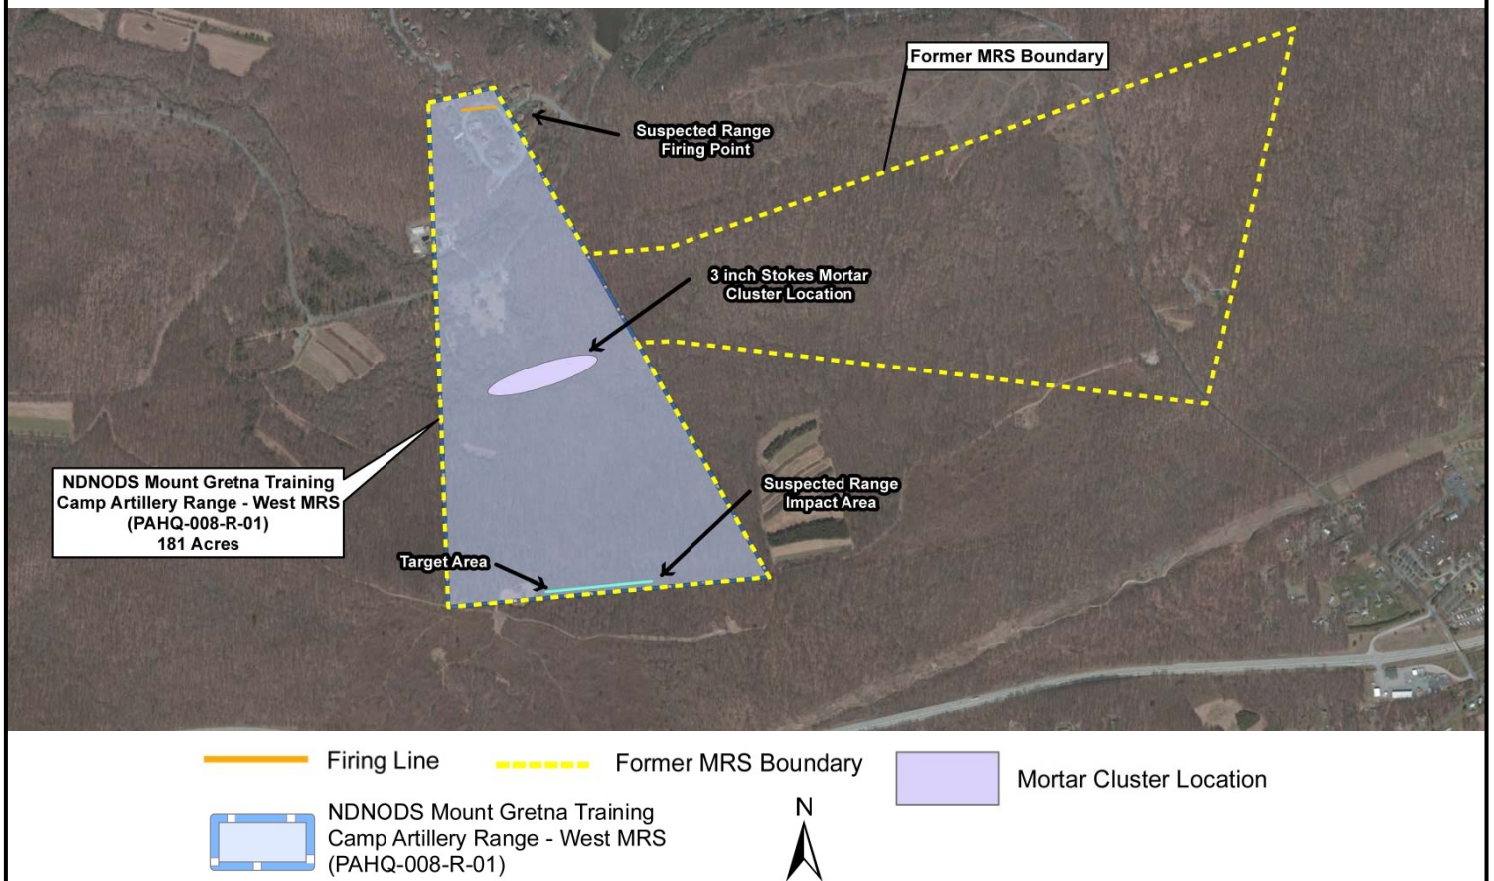 Former MRS Boundary
Suspected Range
Firing Point
3 inch Stokes Mortar
Cluster Location
NDNODS Mount Gretna Training
Camp Artillery Range - West MRS
(PAHQ-008-R-01)
181 Acres
Suspected Range
Impact Area
Target Area
Firing Line
Former MRS Boundary
Mortar Cluster Location
NDNODS Mount Gretna Training
Camp Artillery Range - West MRS
(PAHQ-008-R-01)
N